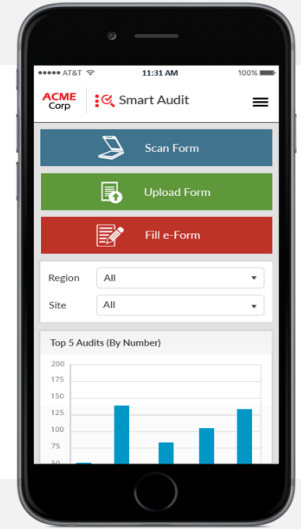 AT&T 11:31 AM 100%
ACME Corp Smart Audit
Scan Form
Upload Form
Fill e-Form
Region All
Site All
Top 5 Audits (By Number)
200
175
150
125
100
75
50